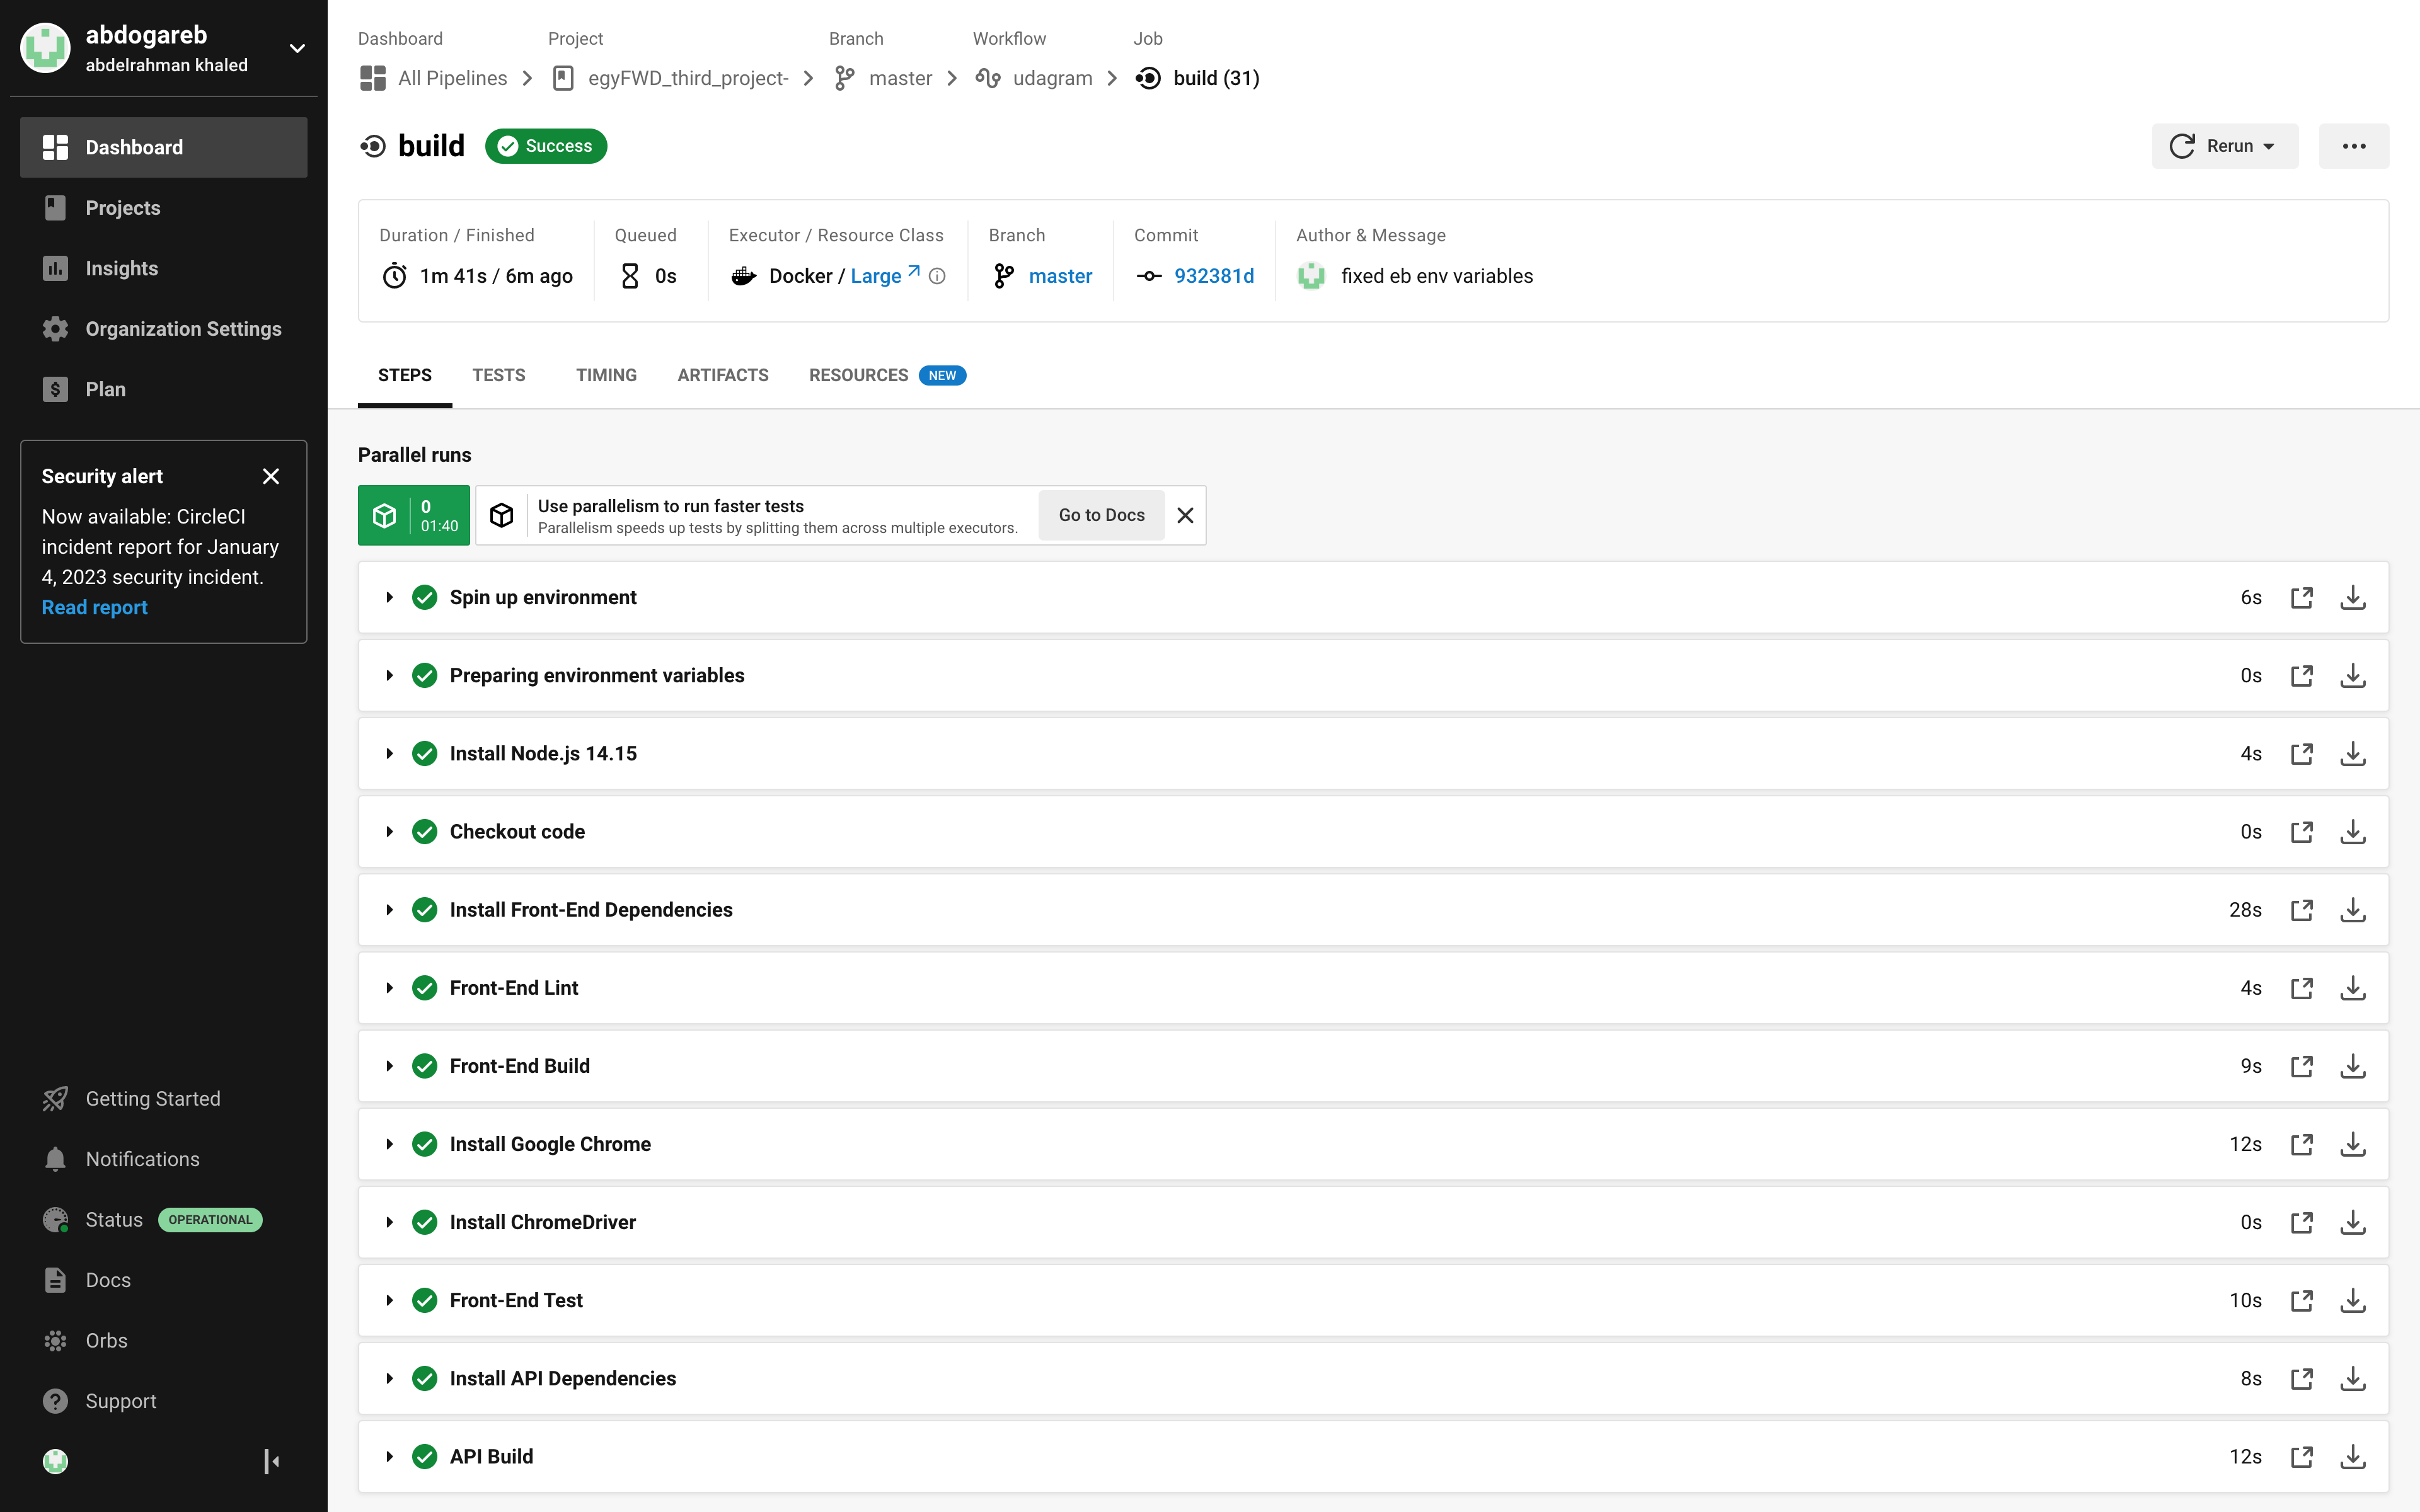 abdogareb
abdelrahman khaled
Dashboard
Projects
Insights
Organization Settings
Plan
Security alert
Now available: CircleCI
incident report for January
4, 2023 security incident.
Read report
Getting Started
Notifications
Status OPERATIONAL
Docs
Orbs
Support
Dashboard Project Branch Workflow Job
All Pipelines egyFWD_third_project- master udagram build (31)
build Success Rerun
Duration / Finished Queued Executor / Resource Class Branch Commit Author & Message
1m 41s / 6m ago 0s Docker / Large master 932381d fixed eb env variables
STEPS TESTS TIMING ARTIFACTS RESOURCES NEW
Parallel runs
0
01:40
Use parallelism to run faster tests
Parallelism speeds up tests by splitting them across multiple executors.
Go to Docs
Spin up environment 6s
Preparing environment variables 0s
Install Node.js 14.15 4s
Checkout code 0s
Install Front-End Dependencies 28s
Front-End Lint 4s
Front-End Build 9s
Install Google Chrome 12s
Install ChromeDriver 0s
Front-End Test 10s
Install API Dependencies 8s
API Build 12s